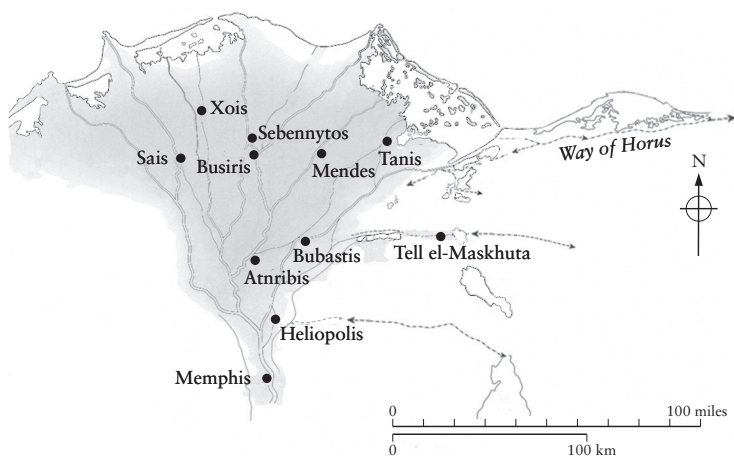 Xois
Sebennytos
Sais
Busiris
Mendes
Tanis
Way of Horus
N
Bubastis
Tell el-Maskhuta
Atnribis
Heliopolis
Memphis
0 100 miles
0 100 km